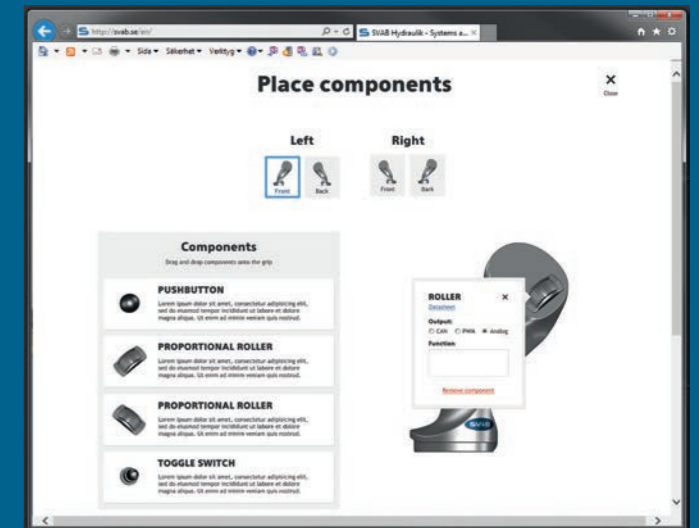 http://svab.se/en/
SVAB Hydraulik - Systems a...
Sida
Säkerhet
Verktyg
Place components
Close
Left
Right
Front
Back
Front
Back
Components
Drag and drop components onto the grip
PUSHBUTTON
Lorem ipsum dolor sit amet, consectetur adipisicing elit,
sed do eiusmod tempor incididunt ut labore et dolore
magna aliqua. Ut enim ad minim veniam quis nostrud.
PROPORTIONAL ROLLER
Lorem ipsum dolor sit amet, consectetur adipisicing elit,
sed do eiusmod tempor incididunt ut labore et dolore
magna aliqua. Ut enim ad minim veniam quis nostrud.
PROPORTIONAL ROLLER
Lorem ipsum dolor sit amet, consectetur adipisicing elit,
sed do eiusmod tempor incididunt ut labore et dolore
magna aliqua. Ut enim ad minim veniam quis nostrud.
TOGGLE SWITCH
Lorem ipsum dolor sit amet, consectetur adipisicing elit,
sed do eiusmod tempor incididunt ut labore et dolore
magna aliqua. Ut enim ad minim veniam quis nostrud.
ROLLER
Datasheet
Output:
CAN PWM Analog
Function:
Remove component
SVAB